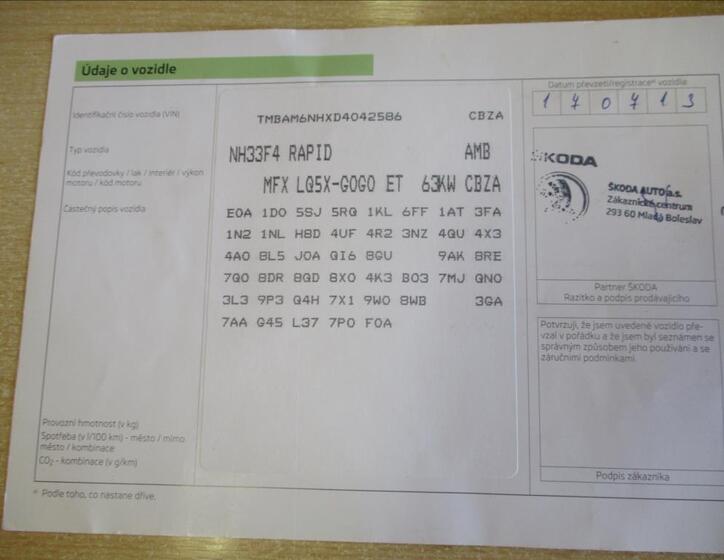 Údaje o vozidle
Datum převzetí/registrace* vozidla
1 7 0 7 1 3
Identifikační číslo vozidla (VIN)
TMBAM6NHXD4042586 CBZA
Typ vozidla
NH33F4 RAPID AMB
Kód převodovky / lak / interiér / výkon
motoru / kód motoru
MFX LQ5X-GOGO ET 63KW CBZA
Částečný popis vozidla
E0A 1D0 5SJ 5RQ 1KL 6FF 1AT 3FA
1N2 1NL H8D 4UF 4R2 3NZ 4QU 4X3
4A0 8L5 J0A QI6 8GU 9AK 8RE
7Q0 8DR 8QD 8X0 4K3 B03 7MJ QN0
3L3 9P3 Q4H 7X1 9W0 8WB 3GA
7AA G45 L37 7P0 F0A
ŠKODA
ŠKODA AUTO a.s.
Zákaznické centrum
293 60 Mladá Boleslav
Partner ŠKODA
Razítko a podpis prodávajícího
Potvrzuji, že jsem uvedené vozidlo pře-
vzal v pořádku a že jsem byl seznámen se
správným způsobem jeho používání a se
záručními podmínkami.
Podpis zákazníka
Provozní hmotnost (v kg)
Spotřeba (v l/100 km) - město / mimo
město / kombinace
CO₂ - kombinace (v g/km)
* Podle toho, co nastane dříve.